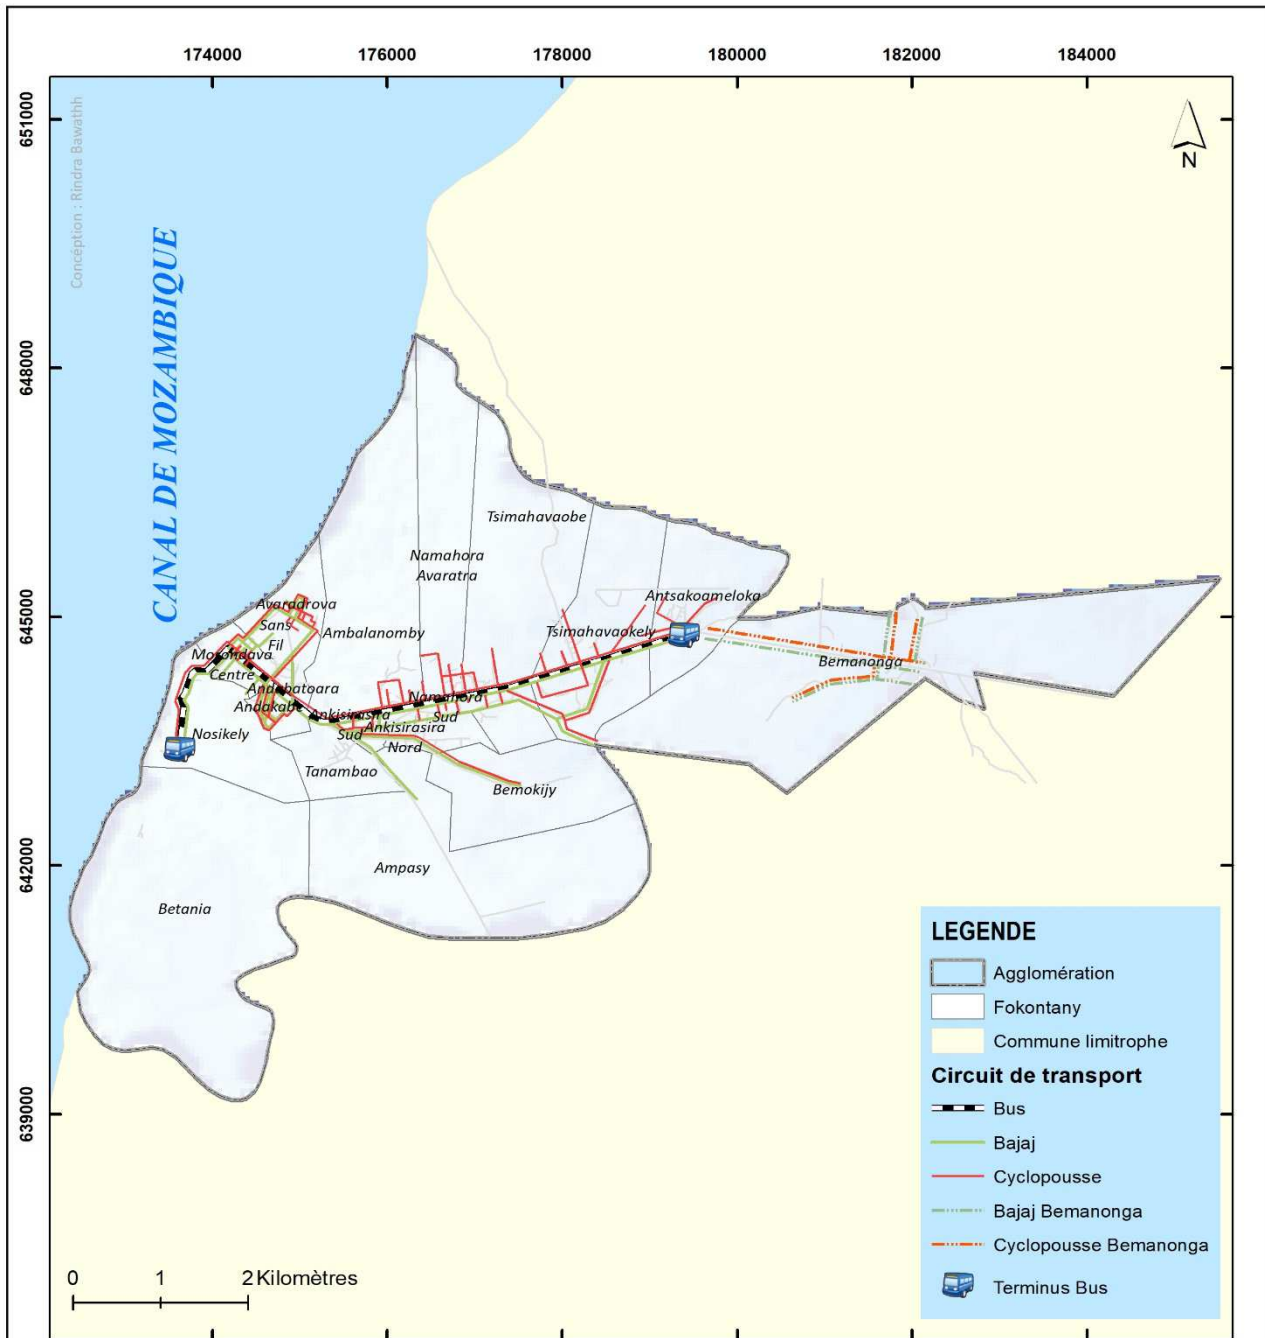 174000 176000 178000 180000 182000 184000
651000
648000
645000
642000
639000
Concéption : Rindra Bawathh
N
CANAL DE MOZAMBIQUE
Tsimahavaobe
Namahora
Avaratra
Antsakoameloka
Avaradrova
Sans
Fil
Ambalanomby
Tsimahavaokely
Morondava
Centre
Bemanonga
Andabatoara
Andakabe
Namahora
Sud
Ankisirasira
Sud
Ankisirasira
Nord
Nosikely
Tanambao
Bemokijy
Ampasy
Betania
LEGENDE
Agglomération
Fokontany
Commune limitrophe
Circuit de transport
Bus
Bajaj
Cyclopousse
Bajaj Bemanonga
Cyclopousse Bemanonga
Terminus Bus
0 1 2 Kilomètres